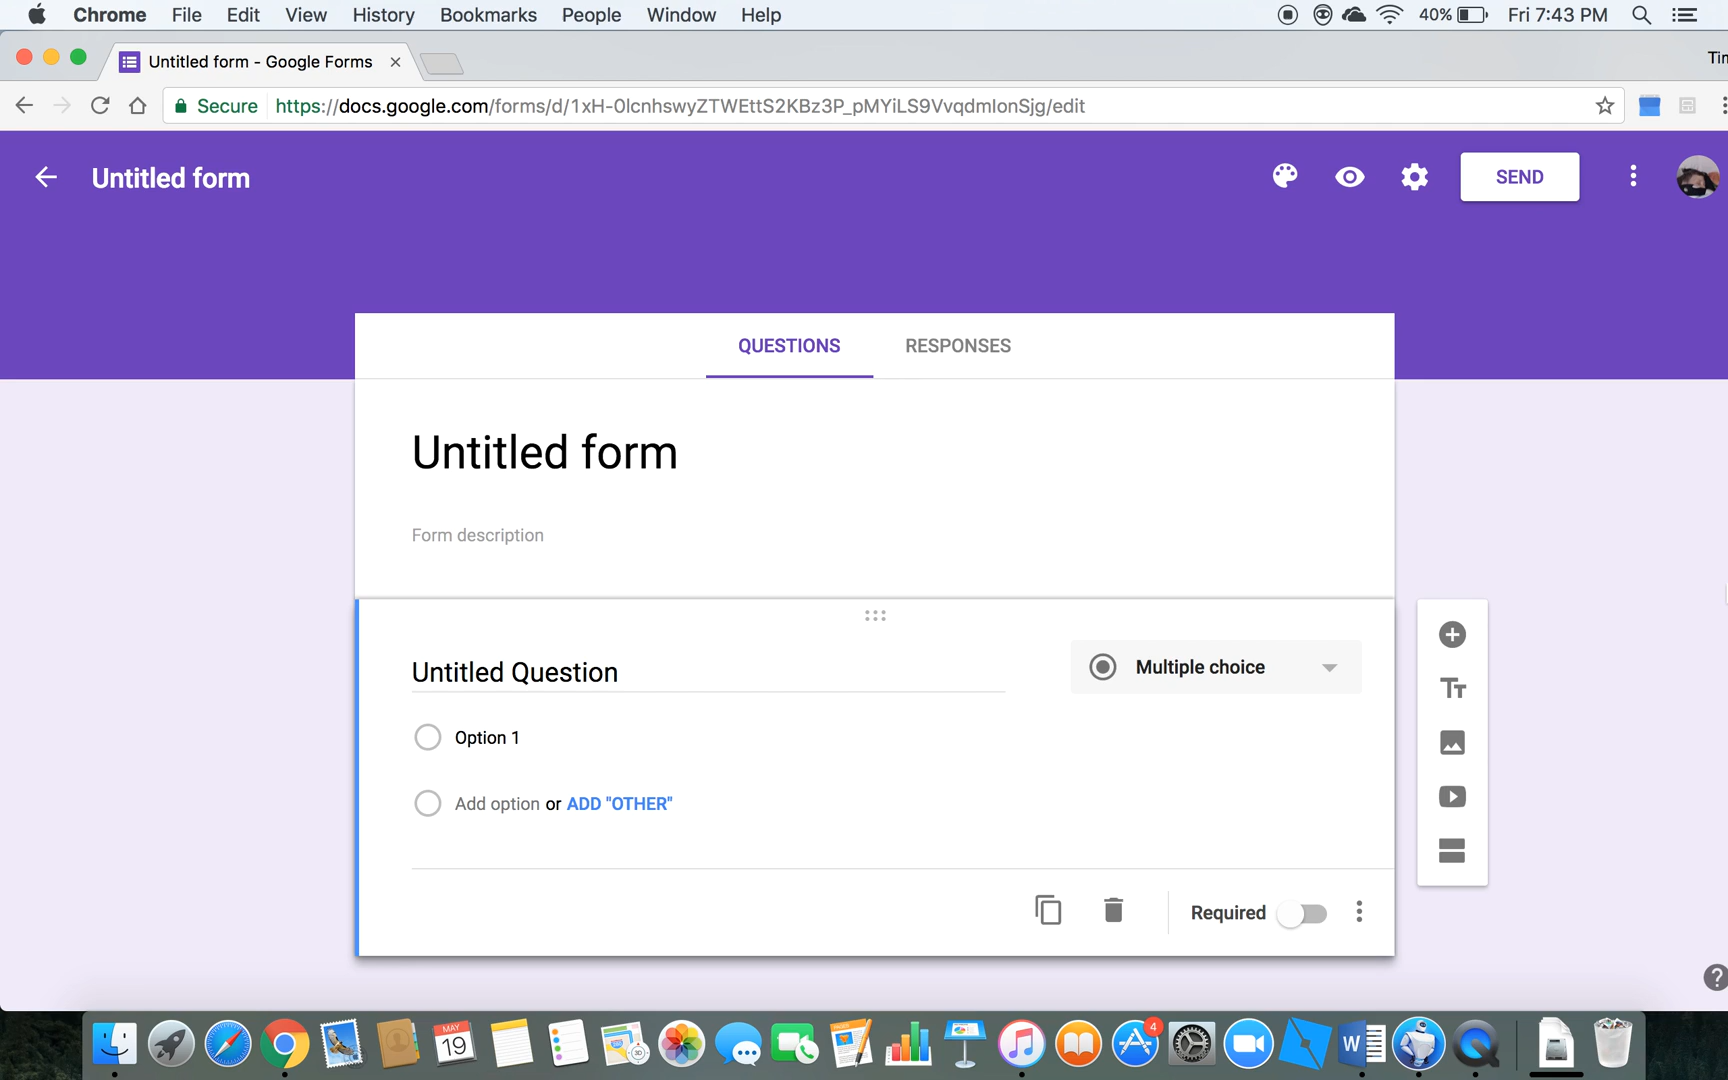 Chrome File Edit View History Bookmarks People Window Help 40% Fri 7:43 PM
Untitled form - Google Forms Tim
Secure https://docs.google.com/forms/d/1xH-0lcnhswyZTWEttS2KBz3P_pMYiLS9VvqdmlonSjg/edit
Untitled form SEND
QUESTIONS RESPONSES
Untitled form
Form description
Untitled Question Multiple choice
Option 1
Add option or ADD "OTHER"
Required
MAY
19
4